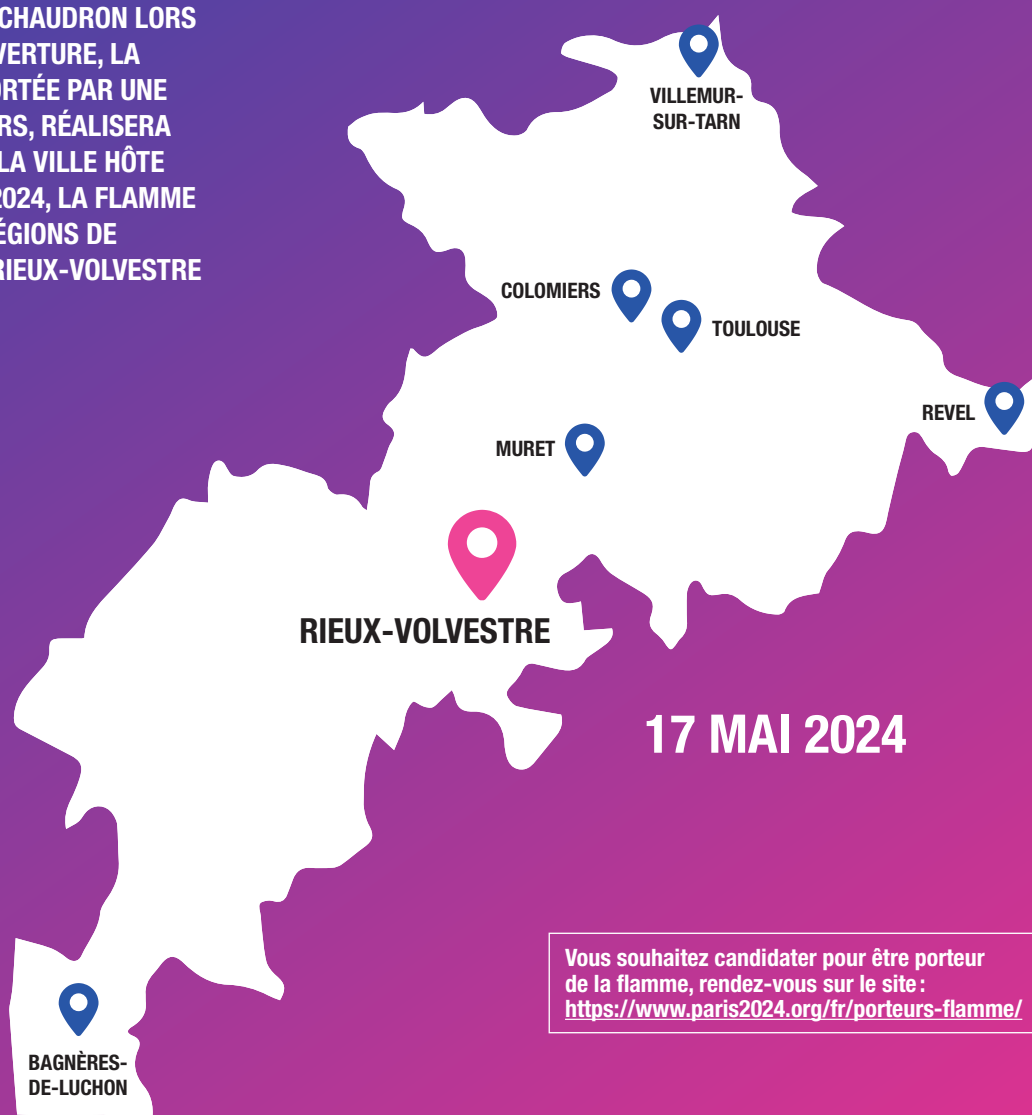 CHAUDRON LORS
VERTURE, LA
ORTÉE PAR UNE
RS, RÉALISERA
LA VILLE HÔTE
2024, LA FLAMME
ÉGIONS DE
RIEUX-VOLVESTRE
VILLEMUR-
SUR-TARN
COLOMIERS
TOULOUSE
REVEL
MURET
RIEUX-VOLVESTRE
17 MAI 2024
Vous souhaitez candidater pour être porteur
de la flamme, rendez-vous sur le site :
https://www.paris2024.org/fr/porteurs-flamme/
BAGNÈRES-
DE-LUCHON